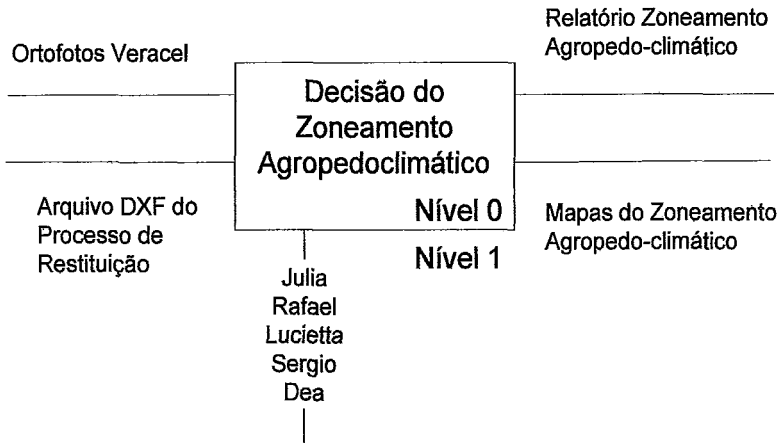 Ortofotos Veracel
Arquivo DXF do
Processo de
Restituição
Decisão do
Zoneamento
Agropedoclimático
Nível 0
Nível 1
Julia
Rafael
Lucietta
Sergio
Dea
Relatório Zoneamento
Agropedo-climático
Mapas do Zoneamento
Agropedo-climático